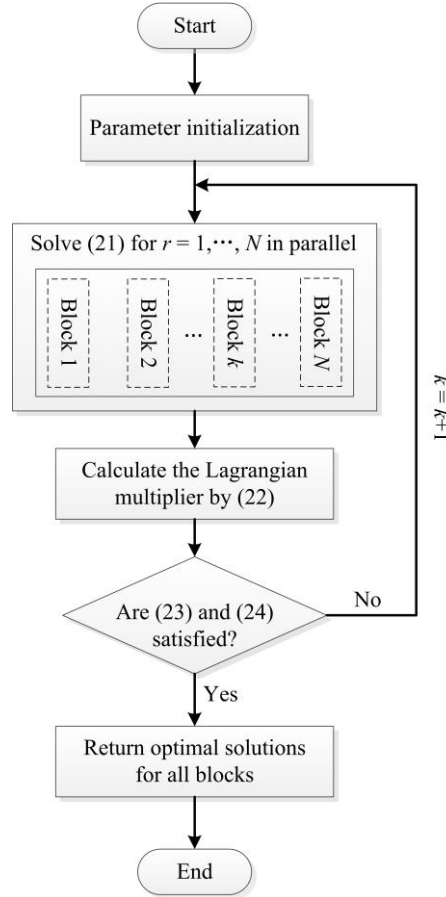 Start
Parameter initialization
Solve (21) for r = 1,⋯, N in parallel
Block 1
Block 2
...
Block k
...
Block N
k = k+1
Calculate the Lagrangian
multiplier by (22)
Are (23) and (24)
satisfied?
No
Yes
Return optimal solutions
for all blocks
End